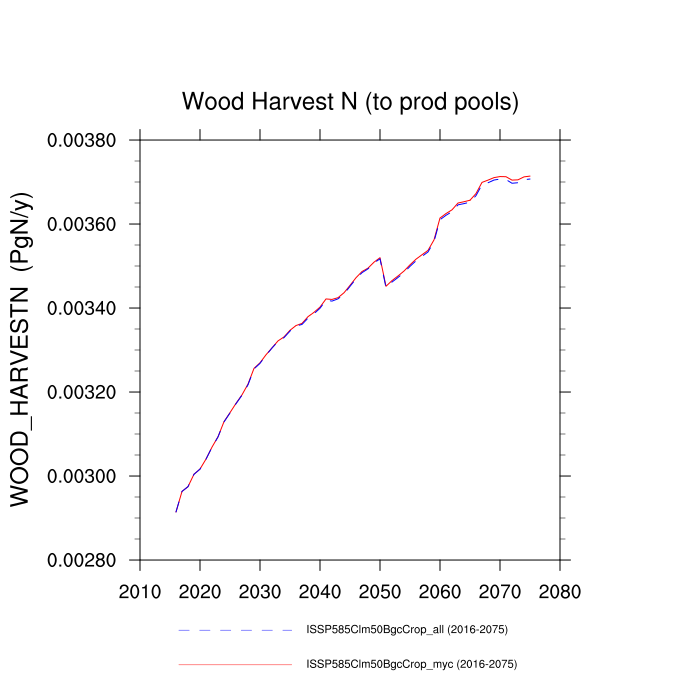 Wood Harvest N (to prod pools)
WOOD_HARVESTN (PgN/y)
0.00380
0.00360
0.00340
0.00320
0.00300
0.00280
2010 2020 2030 2040 2050 2060 2070 2080
ISSP585Clm50BgcCrop_all (2016-2075)
ISSP585Clm50BgcCrop_myc (2016-2075)